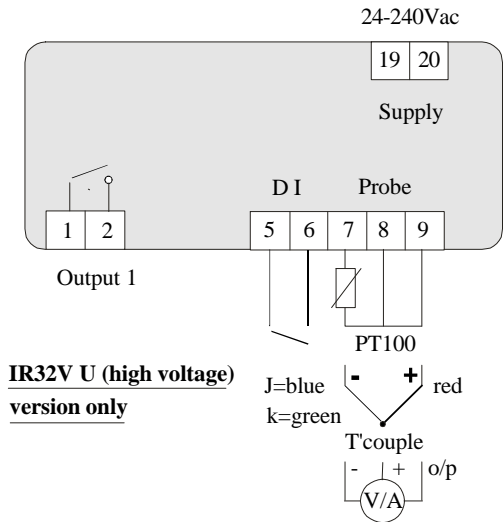 24-240Vac
19 20
Supply
D I Probe
1 2
5 6 7 8 9
Output 1
PT100
IR32V U (high voltage)
version only
- +
J=blue red
k=green
T'couple
- + o/p
V/A